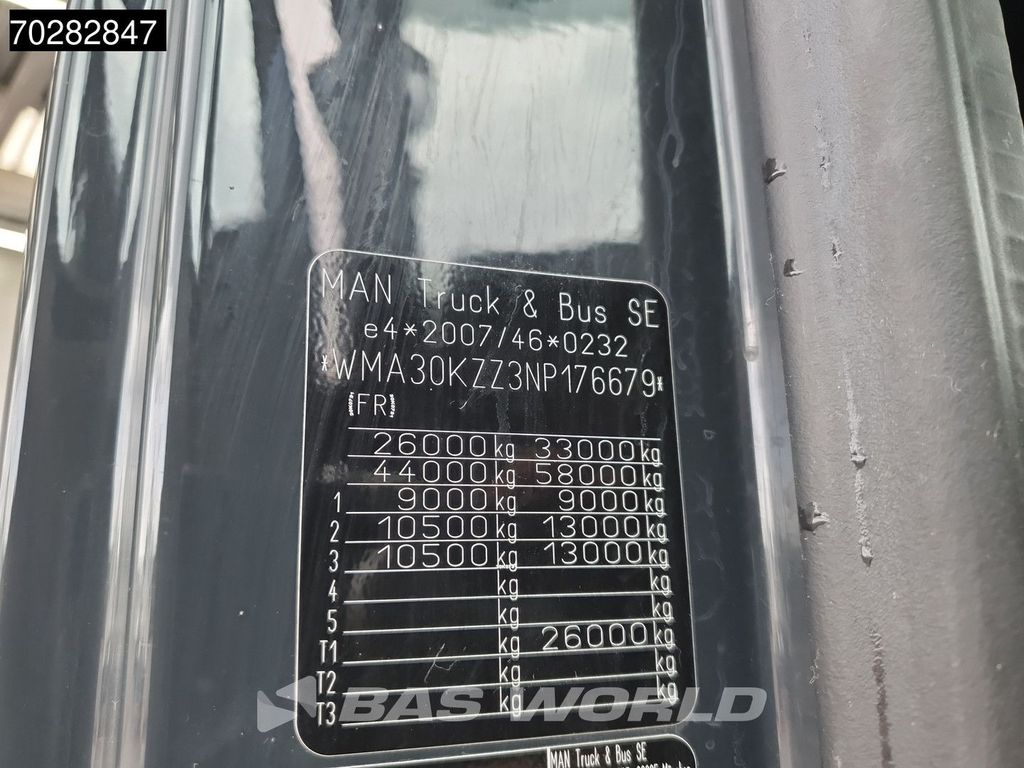 70282847
MAN Truck & Bus SE
e4*2007/46*0232
*WMA30KZZ3NP176679*
FR
26000kg 33000kg
44000kg 58000kg
1 9000kg 9000kg
2 10500kg 13000kg
3 10500kg 13000kg
4 kg kg
5 kg kg
T1 kg 26000kg
T2 kg kg
T3 kg kg
BAS WORLD
MAN Truck & Bus SE